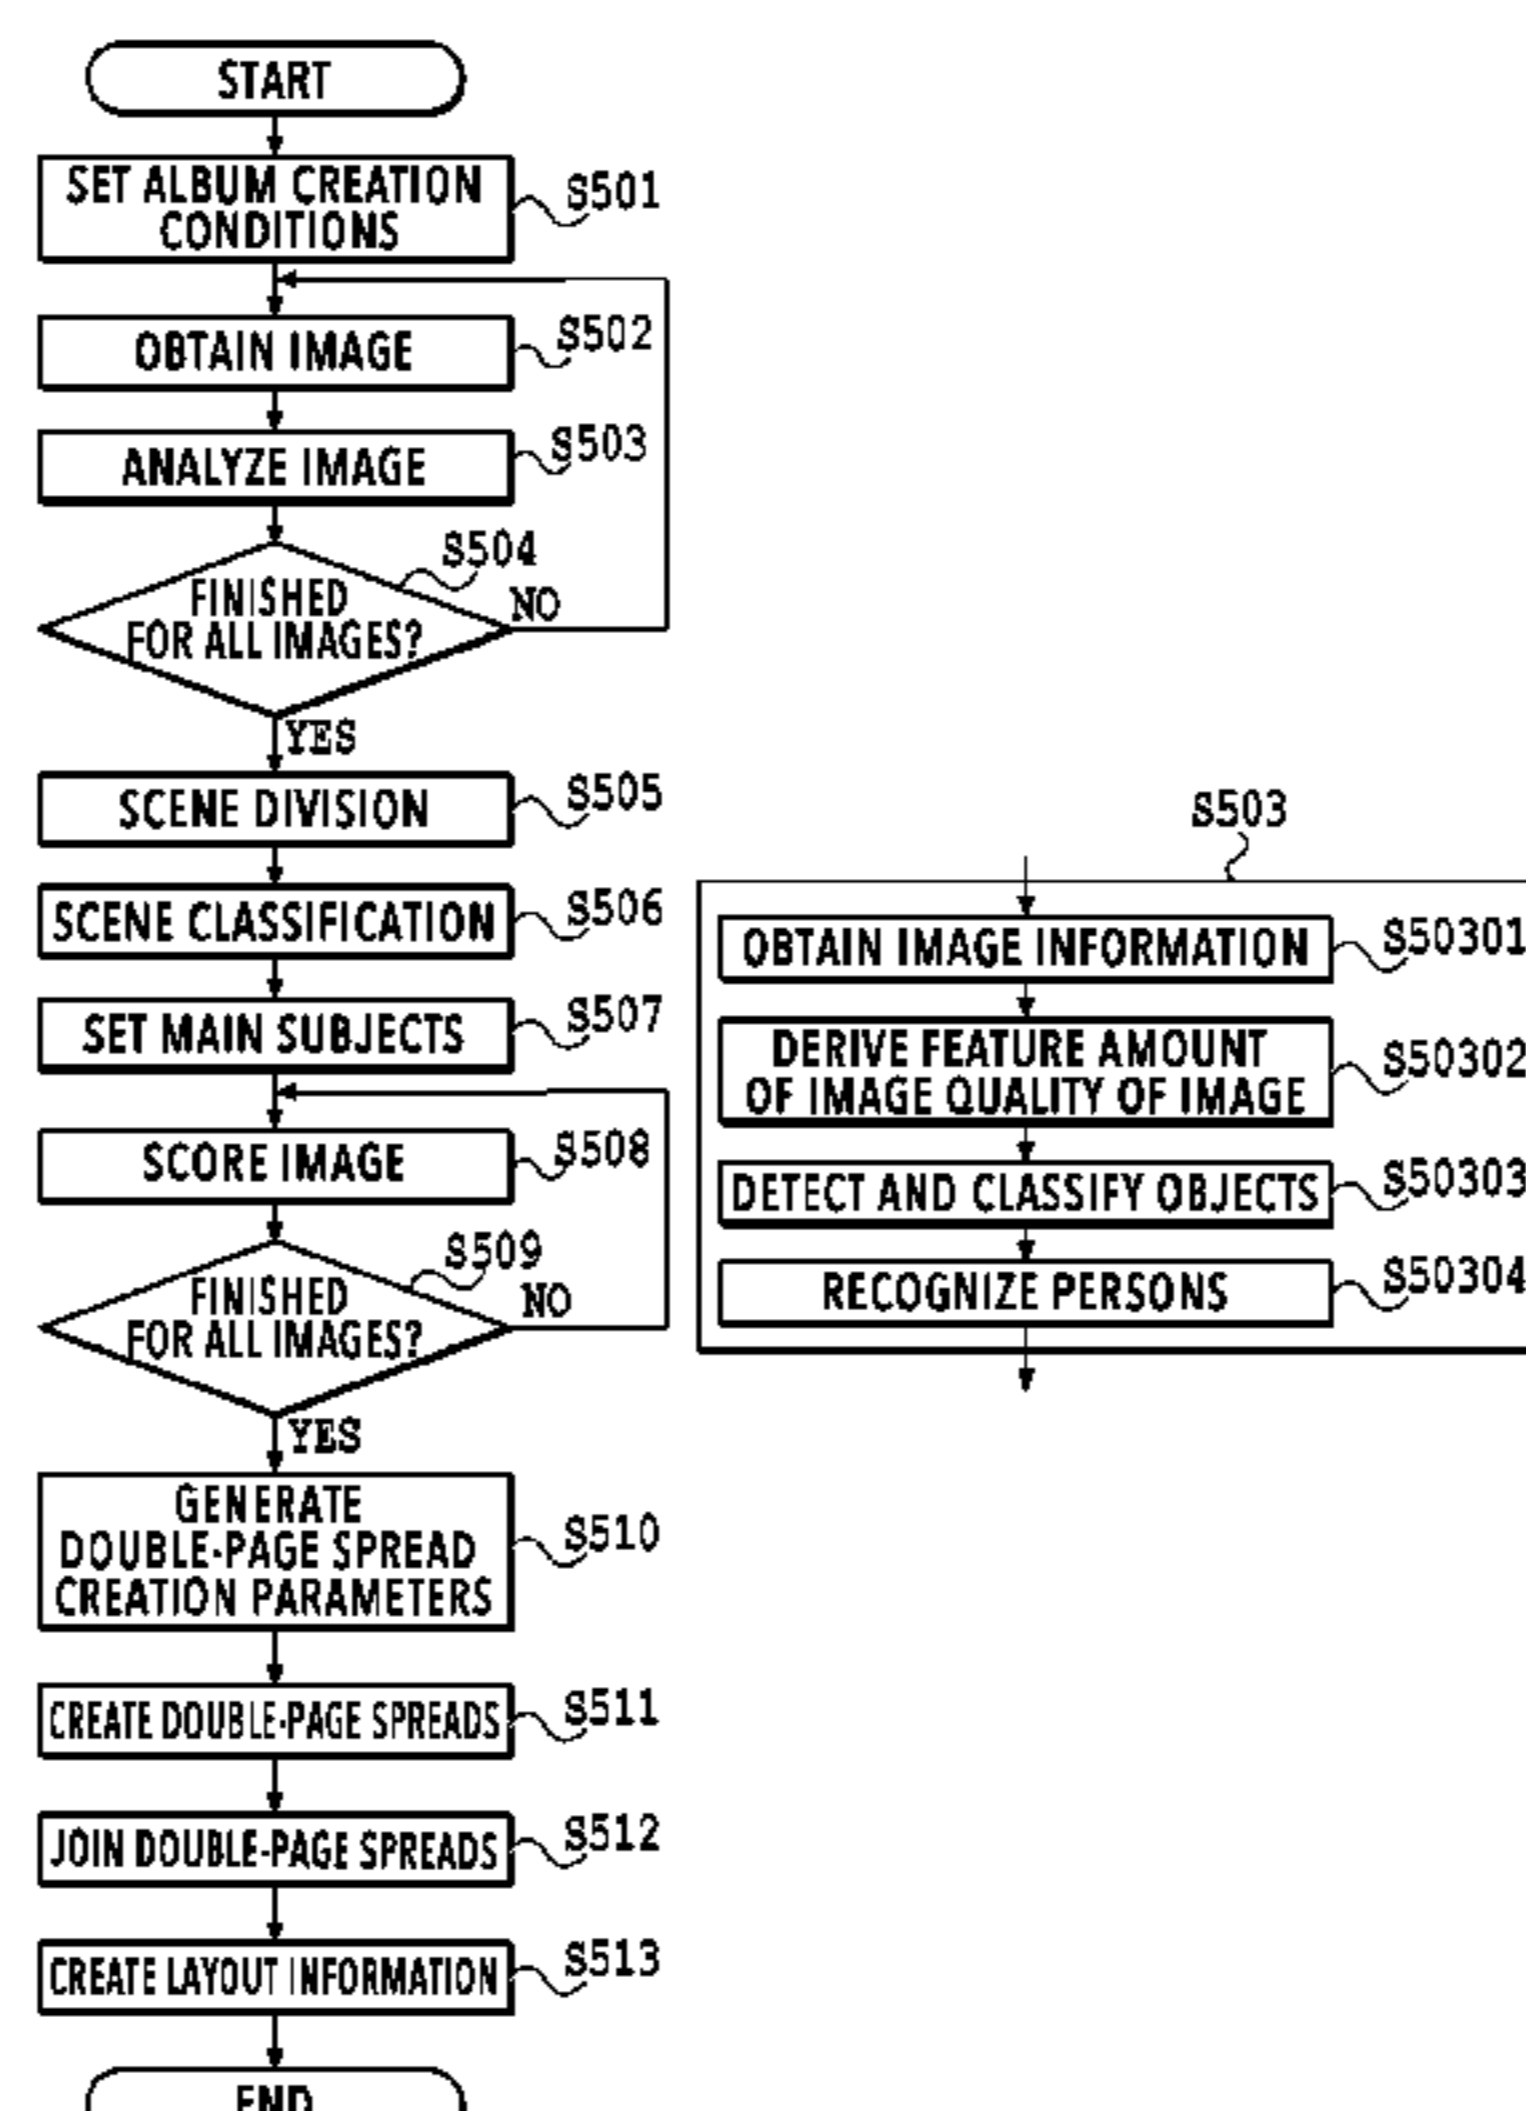 START
SET ALBUM CREATION
CONDITIONS
S501
OBTAIN IMAGE
S502
ANALYZE IMAGE
S503
S504
FINISHED
FOR ALL IMAGES?
NO
YES
SCENE DIVISION
S505
SCENE CLASSIFICATION
S506
SET MAIN SUBJECTS
S507
SCORE IMAGE
S508
S509
FINISHED
FOR ALL IMAGES?
NO
YES
GENERATE
DOUBLE-PAGE SPREAD
CREATION PARAMETERS
S510
CREATE DOUBLE-PAGE SPREADS
S511
JOIN DOUBLE-PAGE SPREADS
S512
CREATE LAYOUT INFORMATION
S513
END
S503
OBTAIN IMAGE INFORMATION
S50301
DERIVE FEATURE AMOUNT
OF IMAGE QUALITY OF IMAGE
S50302
DETECT AND CLASSIFY OBJECTS
S50303
RECOGNIZE PERSONS
S50304